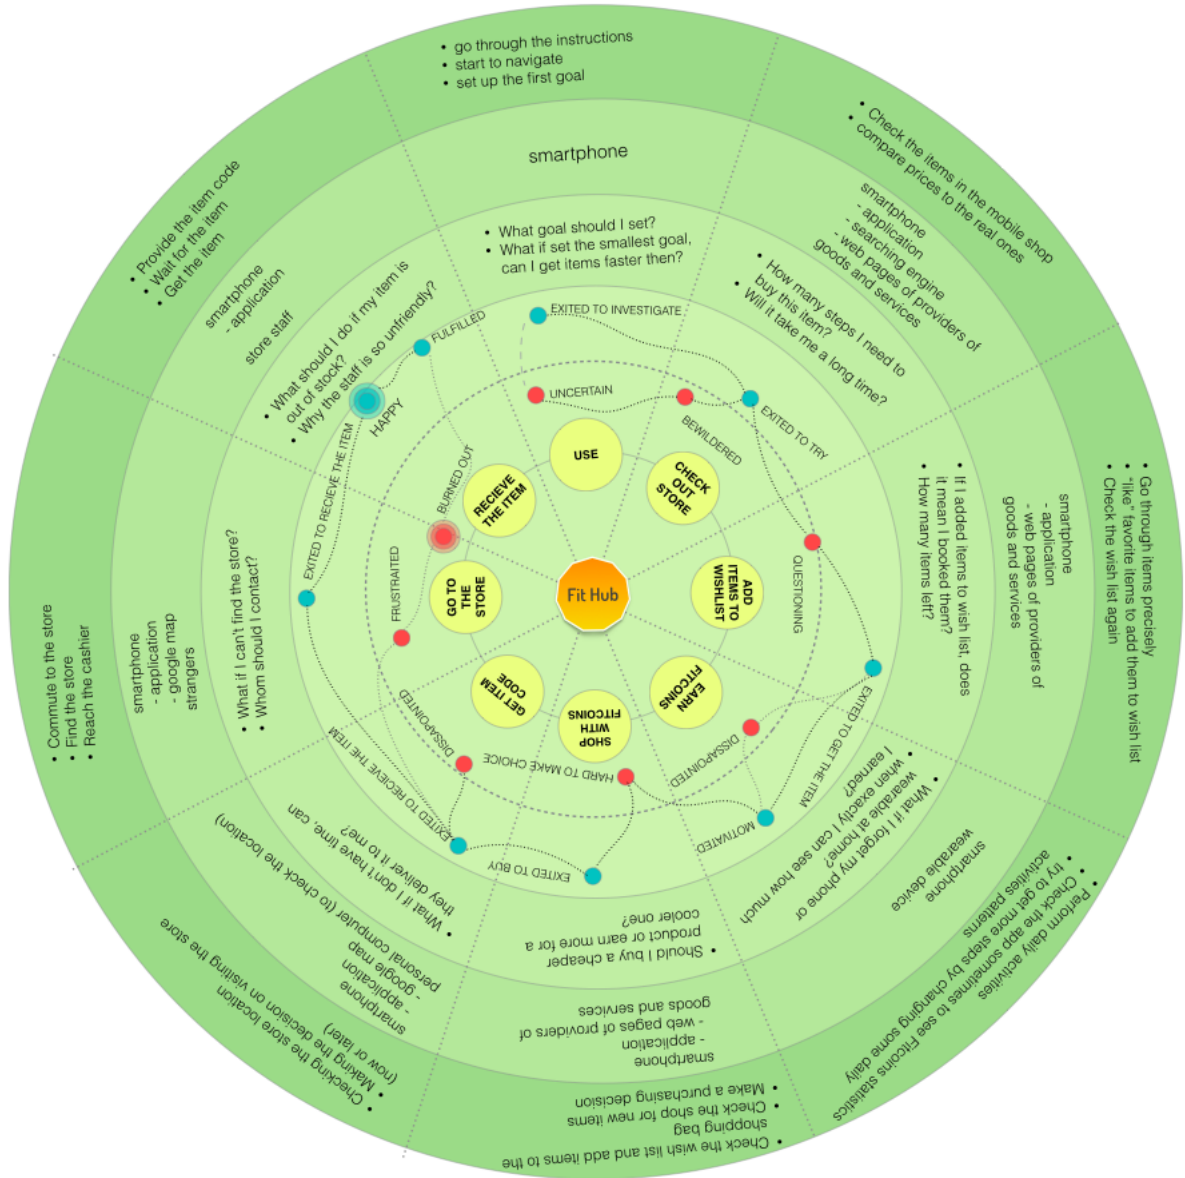 • go through the instructions
• start to navigate
• set up the first goal
smartphone
• What goal should I set?
• What if set the smallest goal,
can I get items faster then?
EXITED TO INVESTIGATE
UNCERTAIN
USE
• Check the items in the mobile shop
• compare prices to the real ones
smartphone
- application
- searching engine
- web pages of providers of
goods and services
• How many steps I need to
buy this item?
• Will it take me a long time?
EXITED TO TRY
BEWILDERED
CHECK
OUT
STORE
• Go through items precisely
• "like" favorite items to add them to wish list
• Check the wish list again
smartphone
- application
- web pages of providers of
goods and services
• If I added items to wish list, does
it mean I booked them?
• How many items left?
QUESTIONING
ADD
ITEMS TO
WISHLIST
• Perform daily activities
• Check the app sometimes to see Fitcoins statistics
• try to get more steps by changing some daily
activities patterns
smartphone
wearable device
• What if I forget my phone or
wearable at home?
• when exactly I can see how much
I earned?
EXITED TO GET THE ITEM
DISSAPOINTED
MOTIVATED
EARN
FITCOINS
• Check the wish list and add items to the
shopping bag
• Check the shop for new items
• Make a purchasing decision
smartphone
- application
- web pages of providers of
goods and services
• Should I buy a cheaper
product or earn more for a
cooler one?
HARD TO MAKE CHOICE
EXITED TO BUY
SHOP
WITH
FITCOINS
• Checking the store location
• Making the decision on visiting the store
(now or later)
smartphone
- application
- google map
personal computer (to check the location)
• What if I don't have time, can
they deliver it to me?
EXITED TO RECIEVE THE ITEM
DISSAPOINTED
GET ITEM
CODE
• Commute to the store
• Find the store
• Reach the cashier
smartphone
- application
- google map
strangers
• What if I can't find the store?
• Whom should I contact?
EXITED TO RECIEVE THE ITEM
FRUSTRAITED
GO TO
THE
STORE
• Provide the item code
• Wait for the item
• Get the item
smartphone
- application
store staff
• What should I do if my item is
out of stock?
• Why the staff is so unfriendly?
FULFILLED
HAPPY
BURNED OUT
RECIEVE
THE ITEM
Fit Hub